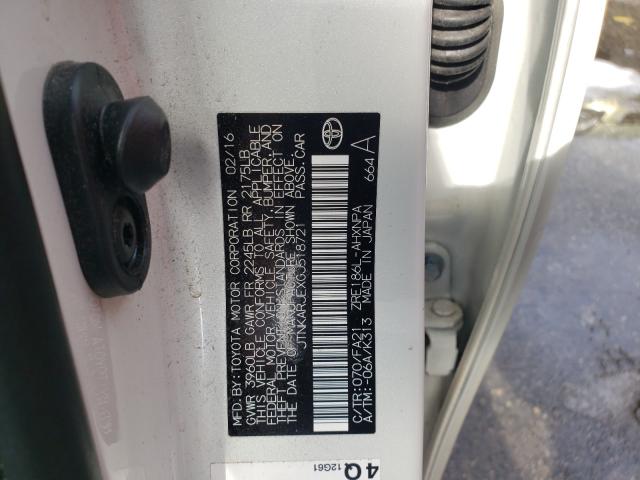 MFD. BY: TOYOTA MOTOR CORPORATION 02/16
GVWR 3960LB GAWR FR 2245LB RR 2175LB
THIS VEHICLE CONFORMS TO ALL APPLICABLE
FEDERAL MOTOR VEHICLE SAFETY, BUMPER, AND
THEFT PREVENTION STANDARDS IN EFFECT ON
THE DATE OF MANUFACTURE SHOWN ABOVE.
JTNKARJEXGJ518721 PASS.CAR
C/TR:070/FA21 ZRE186L-AHXNPA 664 A
A/TM:-06A/K313 MADE IN JAPAN
4Q
12G61